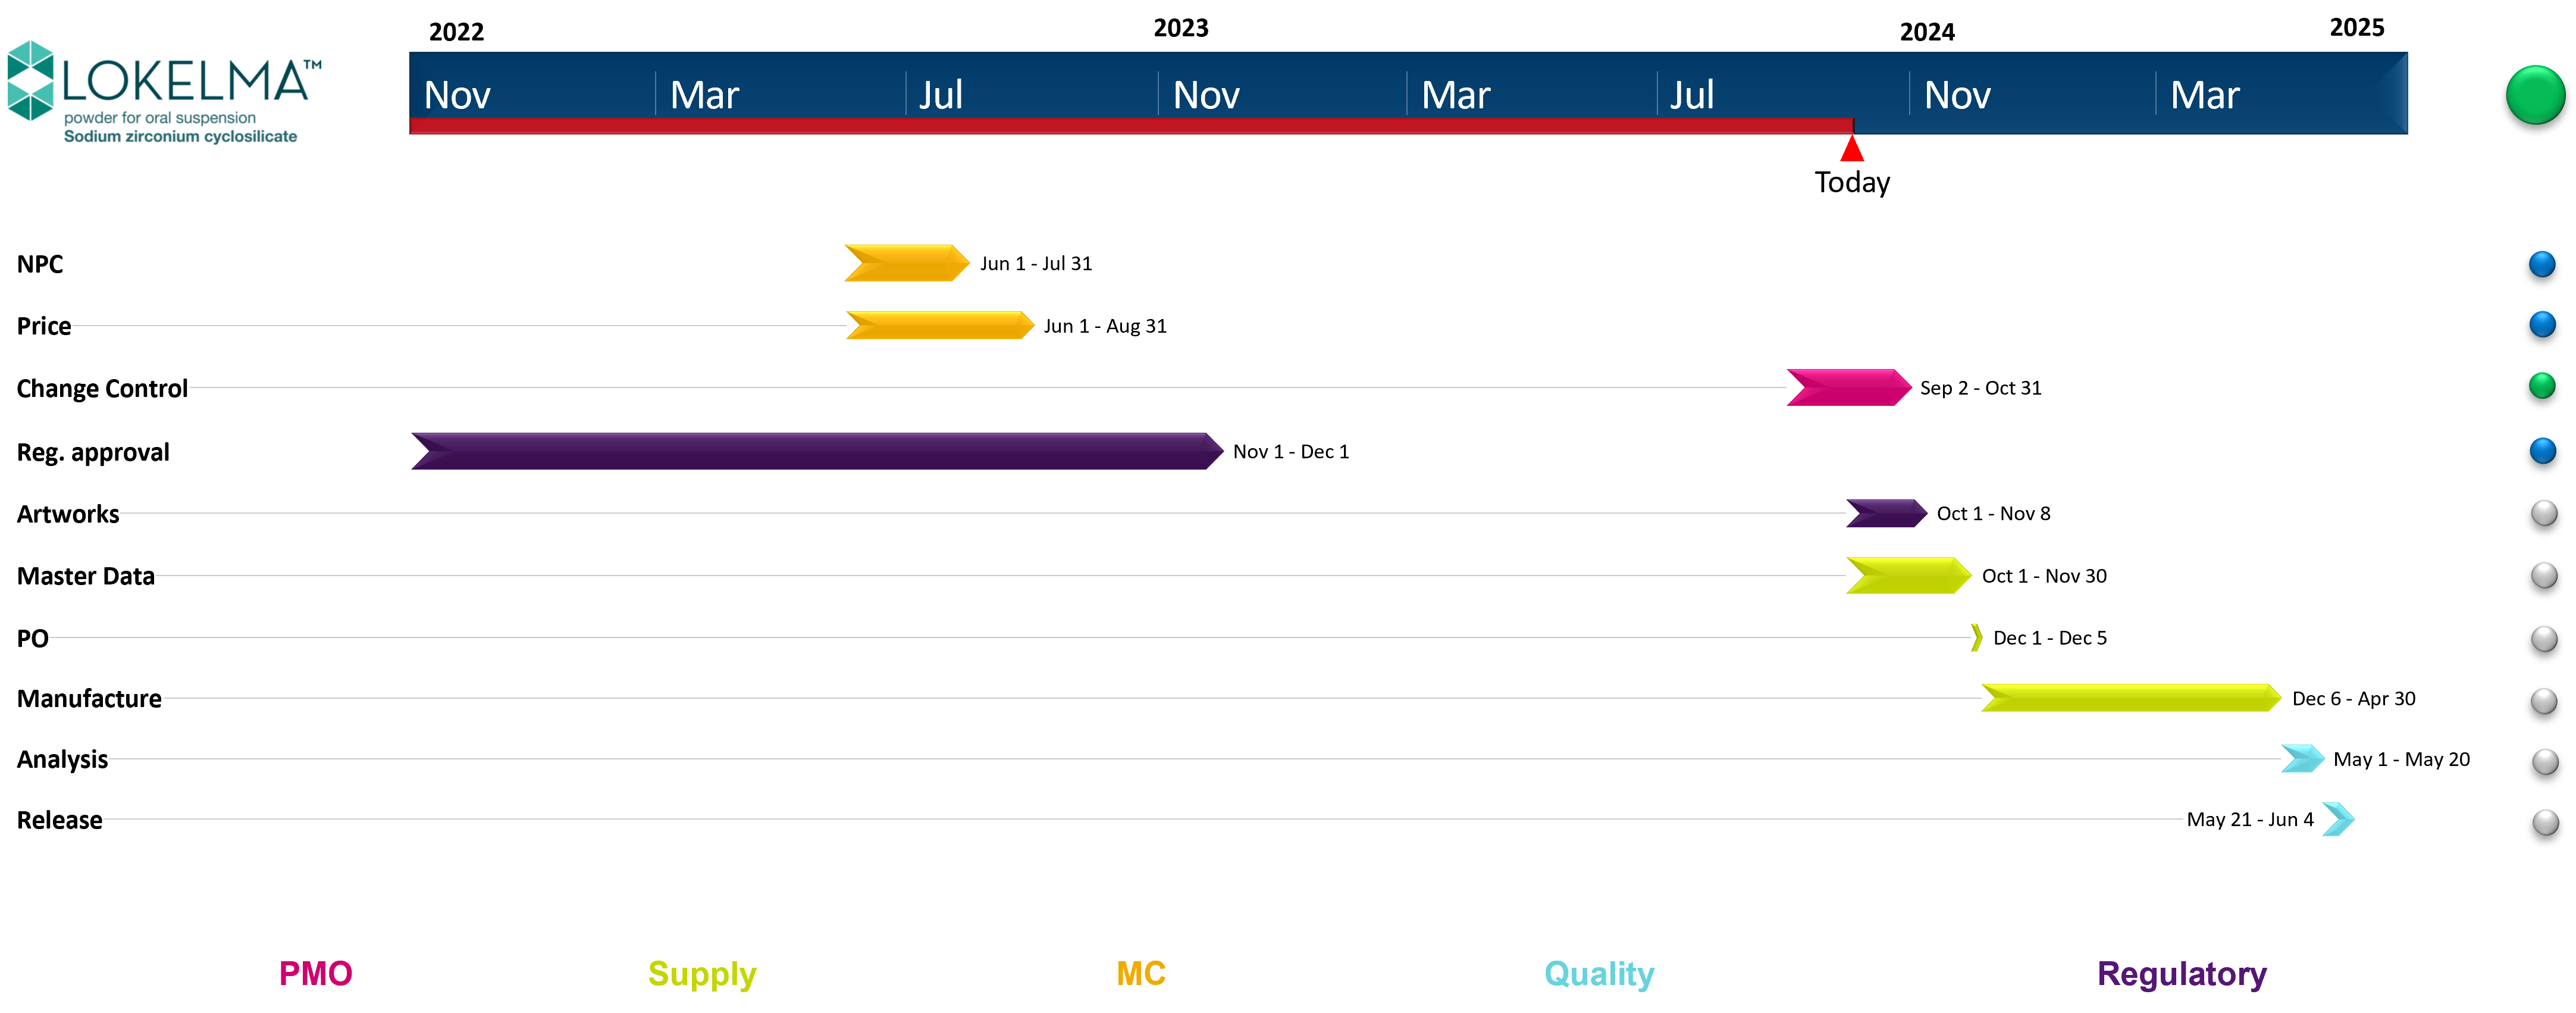 2022 2023 2024 2025
LOKELMA™
powder for oral suspension
Sodium zirconium cyclosilicate
Nov Mar Jul Nov Mar Jul Nov Mar
Today
NPC Jun 1 - Jul 31
Price Jun 1 - Aug 31
Change Control Sep 2 - Oct 31
Reg. approval Nov 1 - Dec 1
Artworks Oct 1 - Nov 8
Master Data Oct 1 - Nov 30
PO Dec 1 - Dec 5
Manufacture Dec 6 - Apr 30
Analysis May 1 - May 20
Release May 21 - Jun 4
PMO Supply MC Quality Regulatory